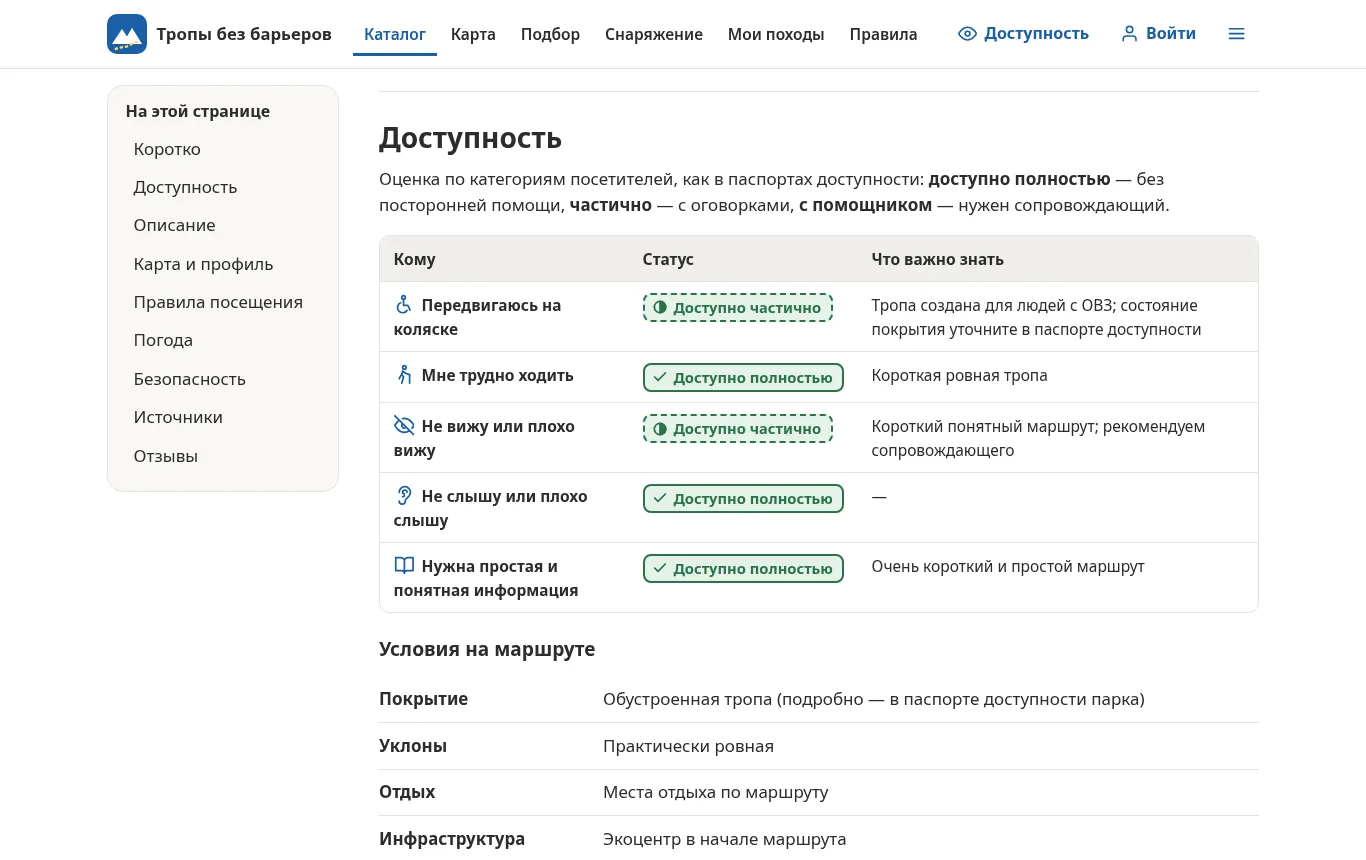 Тропы без барьеров
Каталог
Карта
Подбор
Снаряжение
Мои походы
Правила
Доступность
Войти
На этой странице
Коротко
Доступность
Описание
Карта и профиль
Правила посещения
Погода
Безопасность
Источники
Отзывы
Доступность
Оценка по категориям посетителей, как в паспортах доступности: доступно полностью — без
посторонней помощи, частично — с оговорками, с помощником — нужен сопровождающий.
Кому Статус Что важно знать
Передвигаюсь на
коляске
Доступно частично
Тропа создана для людей с ОВЗ; состояние
покрытия уточните в паспорте доступности
Мне трудно ходить
Доступно полностью
Короткая ровная тропа
Не вижу или плохо
вижу
Доступно частично
Короткий понятный маршрут; рекомендуем
сопровождающего
Не слышу или плохо
слышу
Доступно полностью
—
Нужна простая и
понятная информация
Доступно полностью
Очень короткий и простой маршрут
Условия на маршруте
Покрытие Обустроенная тропа (подробно — в паспорте доступности парка)
Уклоны Практически ровная
Отдых Места отдыха по маршруту
Инфраструктура Экоцентр в начале маршрута